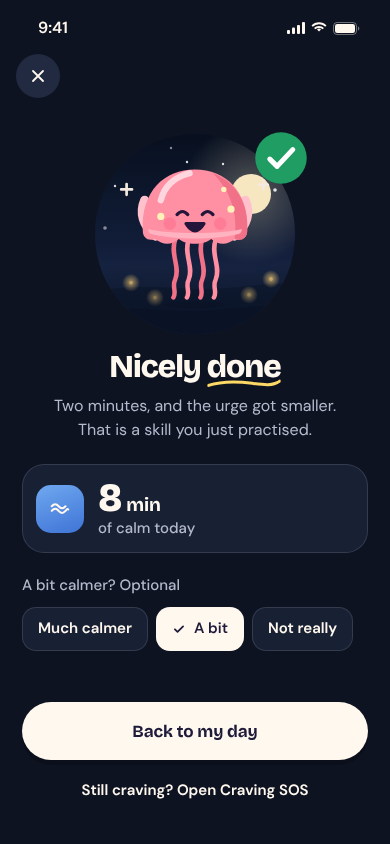 9:41
Nicely done
Two minutes, and the urge got smaller.
That is a skill you just practised.
8 min
of calm today
A bit calmer? Optional
Much calmer
A bit
Not really
Back to my day
Still craving? Open Craving SOS